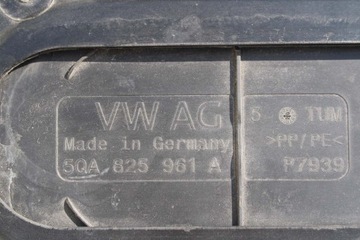 VW AG
Made in Germany
5QA 825 961 A
5 TUM
>PP/PE<
P7939